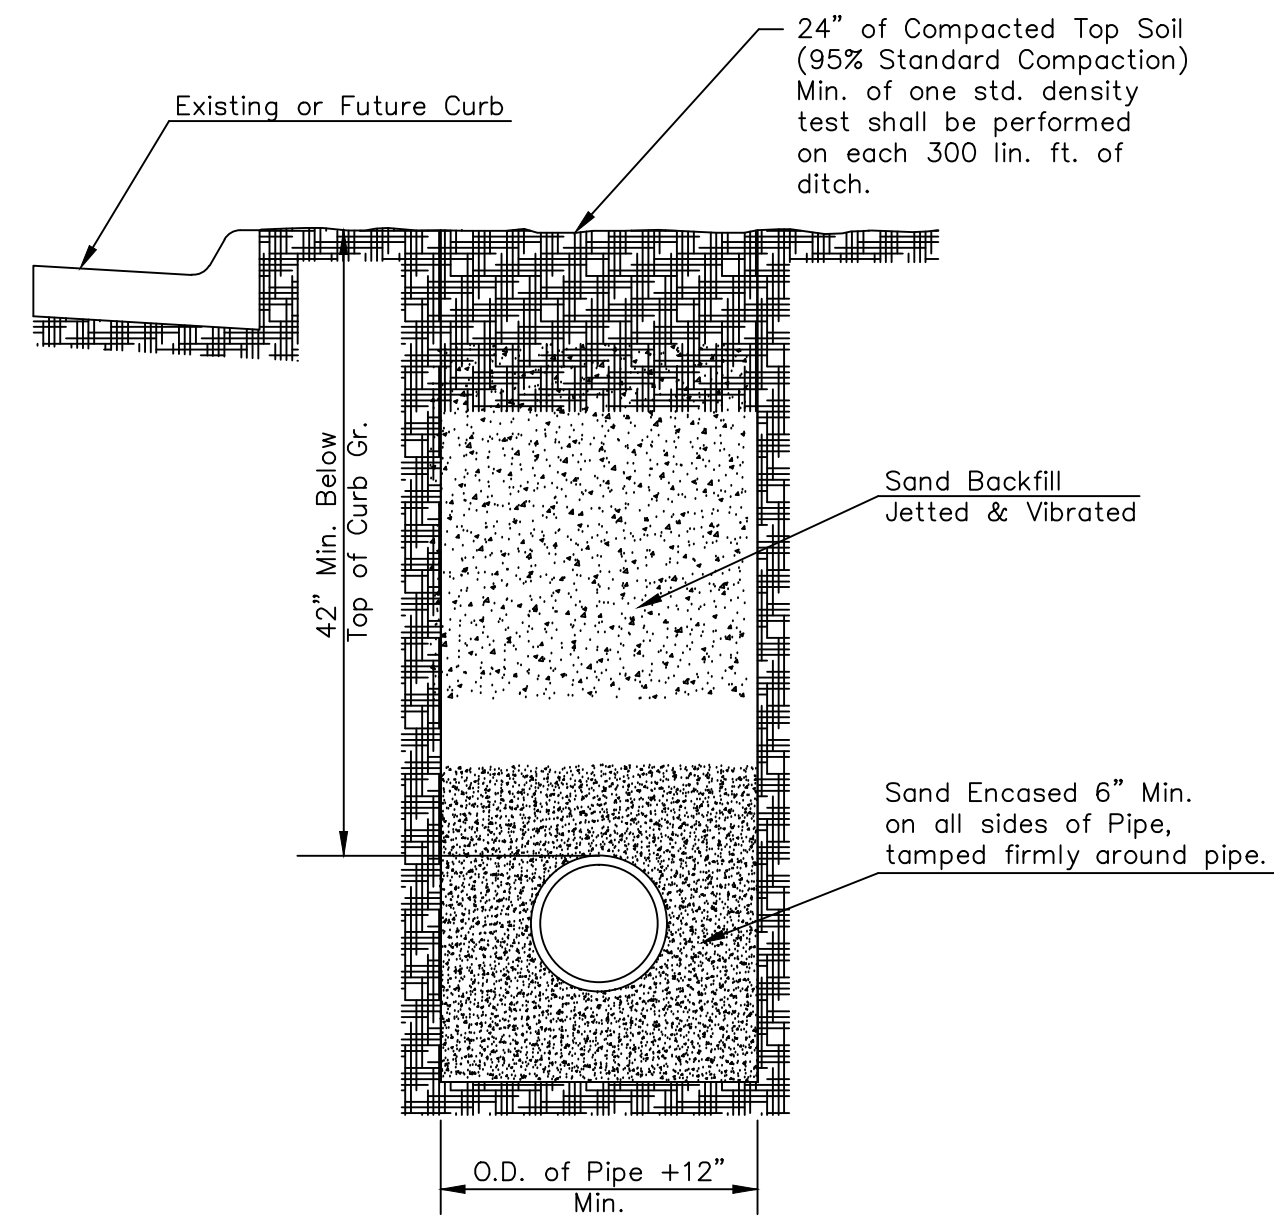 24” of Compacted Top Soil
(95% Standard Compaction)
Min. of one std. density
test shall be performed
on each 300 lin. ft. of
ditch.
Existing or Future Curb
42” Min. Below
Top of Curb Gr.
Sand Backfill
Jetted & Vibrated
Sand Encased 6” Min.
on all sides of Pipe,
tamped firmly around pipe.
O.D. of Pipe +12”
Min.